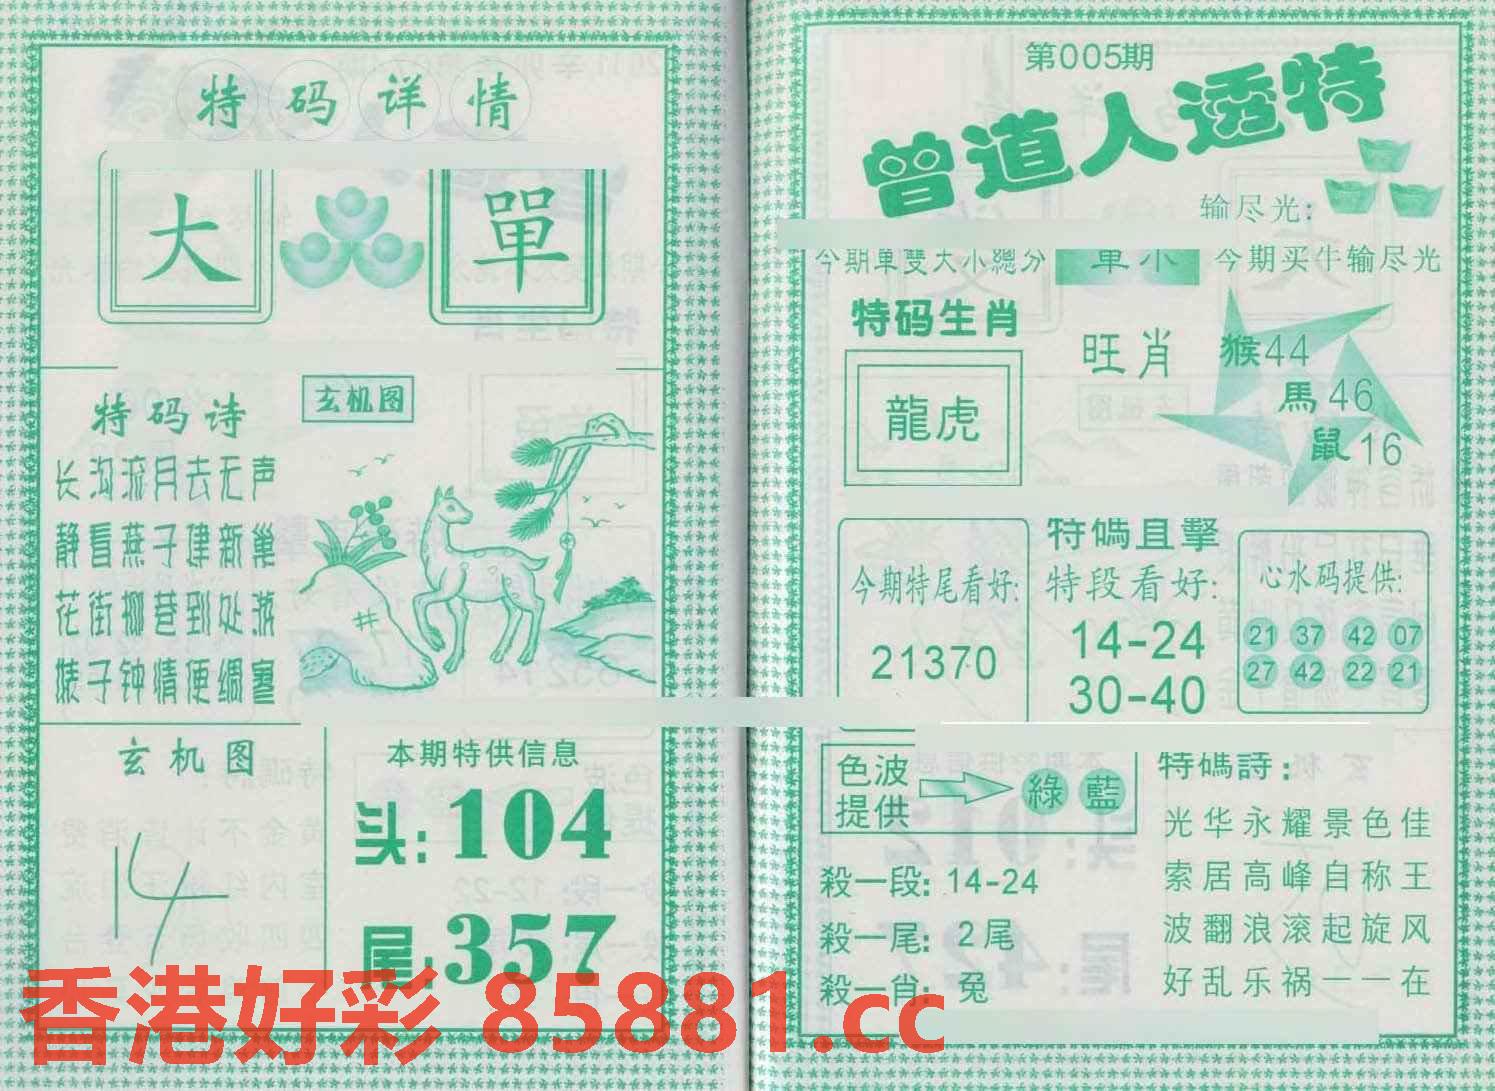 特码详情
大 單
特码诗
玄机图
长沟流月去无声
静看燕子建新巢
花街柳巷到处游
婊子钟情便绸蹇
井
玄机图
14
本期特供信息
头:104
尾:357
第005期
曾道人透特
输尽光:
今期單雙大小總分 單小 今期买牛输尽光
特码生肖
龍虎
旺肖
猴44
馬46
鼠16
今期特尾看好:
21370
特碼直擊
特段看好:
14-24
30-40
心水码提供:
21 37 42 07
27 42 22 21
色波
提供
綠 藍
殺一段: 14-24
殺一尾: 2尾
殺一肖: 兔
特碼詩:
光华永耀景色佳
索居高峰自称王
波翻浪滚起旋风
好乱乐祸一一在
香港好彩 85881.cc